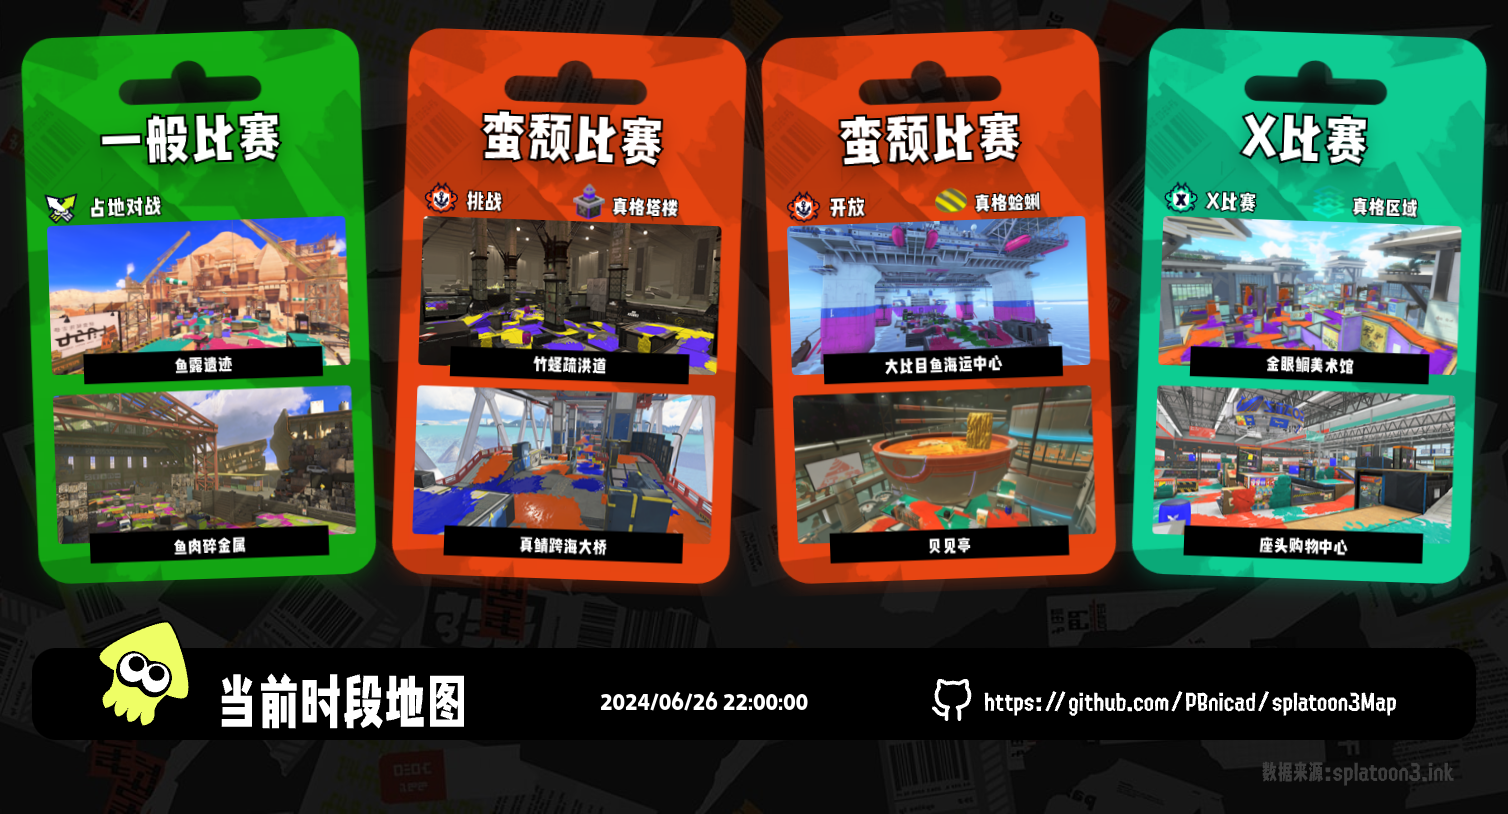 一般比赛
占地对战
鱼露遗迹
鱼肉碎金属
蛮颓比赛
挑战
真格塔楼
竹蛏疏洪道
真鲭跨海大桥
蛮颓比赛
开放
真格蛤蜊
大比目鱼海运中心
贝贝亭
X比赛
X比赛
真格区域
金眼鲷美术馆
座头购物中心
当前时段地图
2024/06/26 22:00:00
https://github.com/PBnicad/splatoon3Map
数据来源:splatoon3.ink